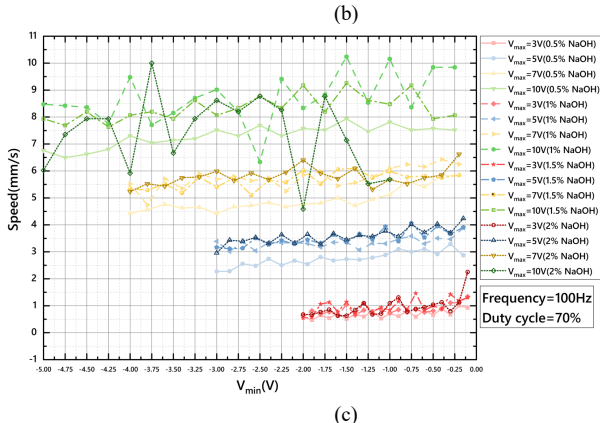 (b)
11
10
9
8
7
6
5
4
3
2
1
0
-1
Speed(mm/s)
-5.00 -4.75 -4.50 -4.25 -4.00 -3.75 -3.50 -3.25 -3.00 -2.75 -2.50 -2.25 -2.00 -1.75 -1.50 -1.25 -1.00 -0.75 -0.50 -0.25 0.00
Vmin(V)
Vmax=3V(0.5% NaOH)
Vmax=5V(0.5% NaOH)
Vmax=7V(0.5% NaOH)
Vmax=10V(0.5% NaOH)
Vmax=3V(1% NaOH)
Vmax=5V(1% NaOH)
Vmax=7V(1% NaOH)
Vmax=10V(1% NaOH)
Vmax=3V(1.5% NaOH)
Vmax=5V(1.5% NaOH)
Vmax=7V(1.5% NaOH)
Vmax=10V(1.5% NaOH)
Vmax=3V(2% NaOH)
Vmax=5V(2% NaOH)
Vmax=7V(2% NaOH)
Vmax=10V(2% NaOH)
Frequency=100Hz
Duty cycle=70%
(c)